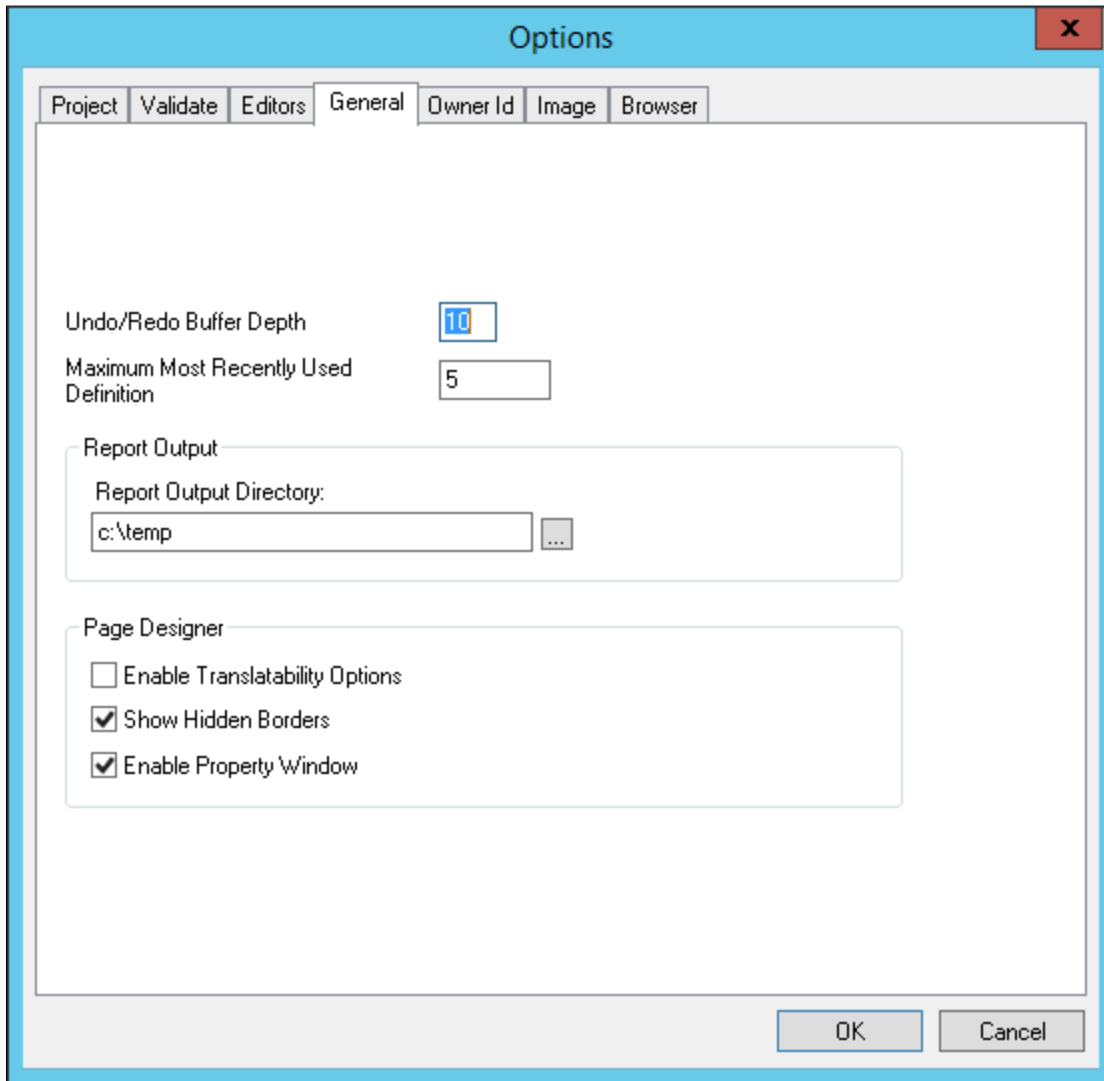 Options
x
Project Validate Editors General Owner Id Image Browser
Undo/Redo Buffer Depth 10
Maximum Most Recently Used
Definition
5
Report Output
Report Output Directory:
c:\temp ...
Page Designer
Enable Translatability Options
Show Hidden Borders
Enable Property Window
OK Cancel